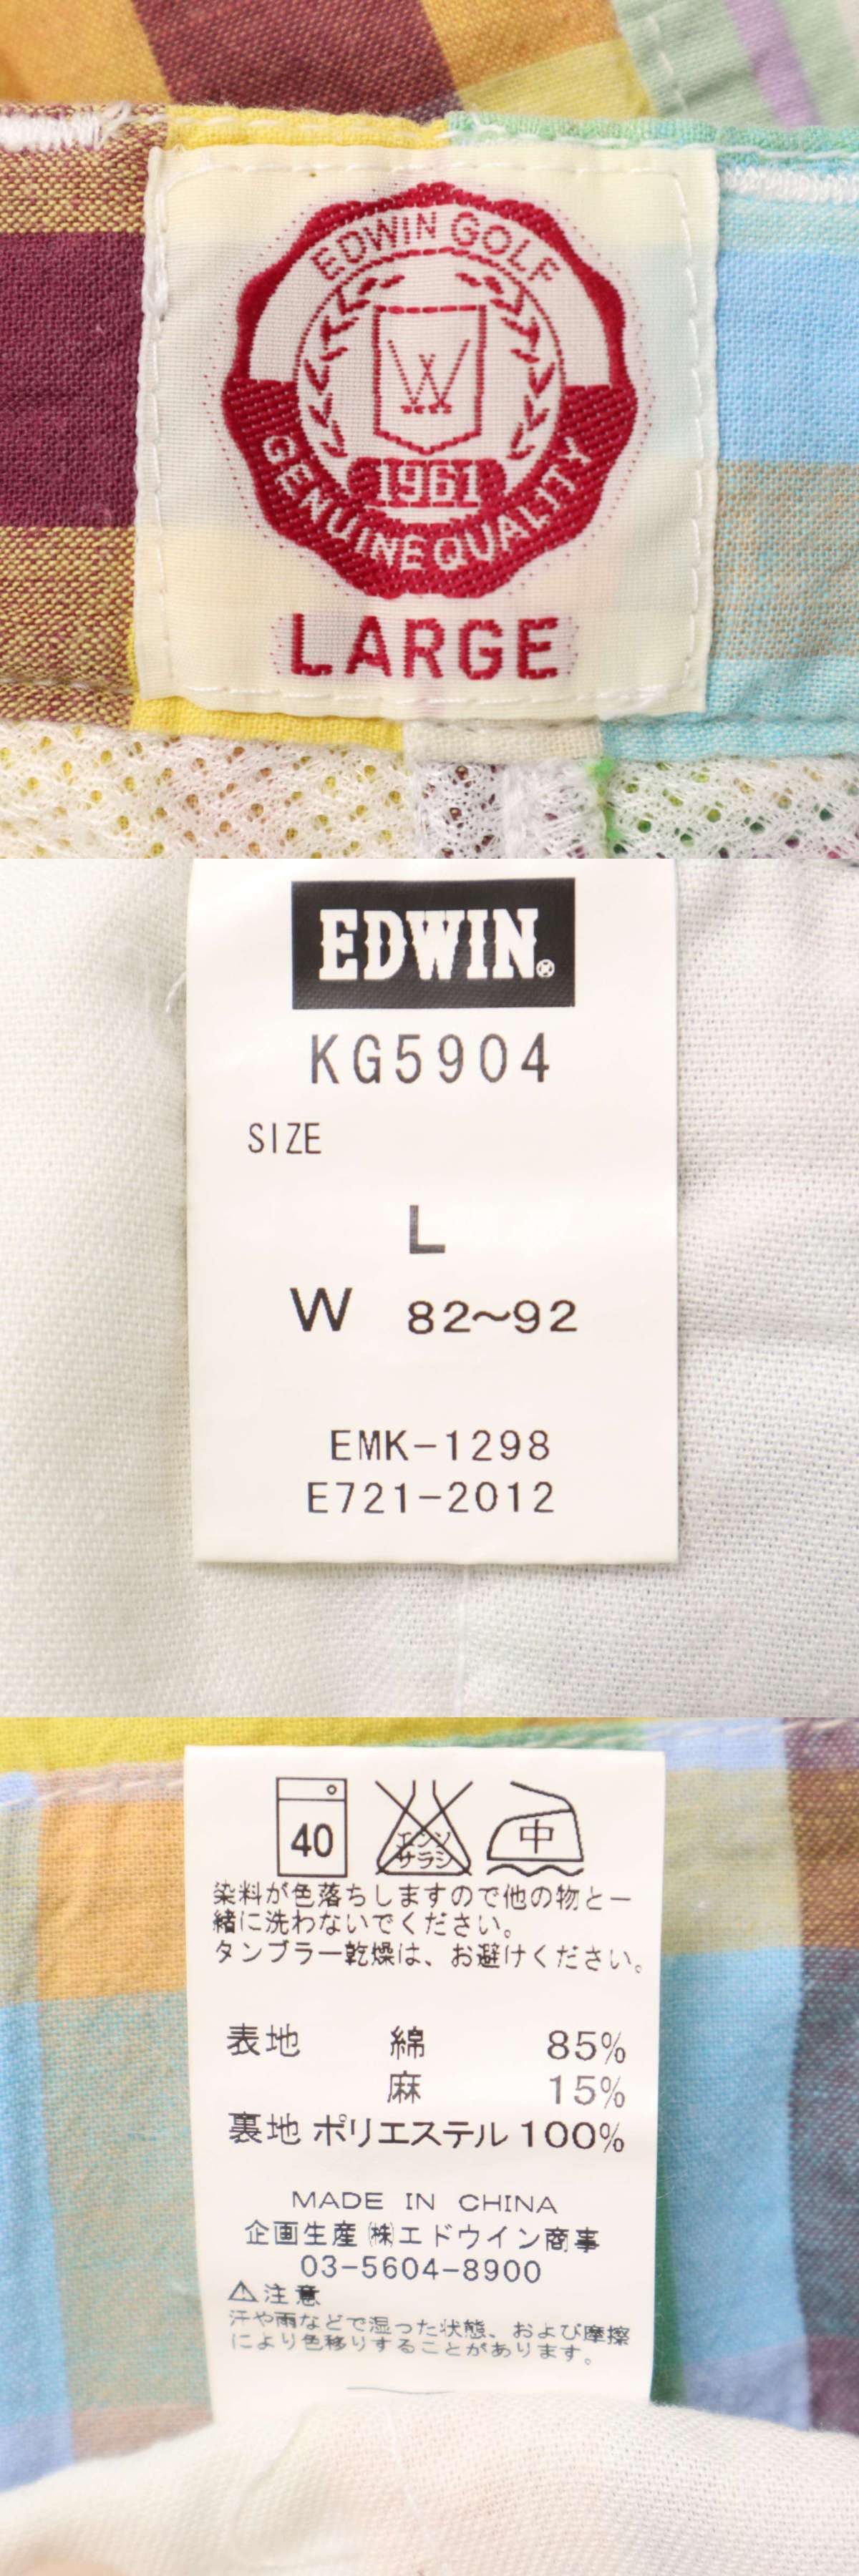 EDWIN GOLF
W
1961
GENUINE QUALITY
LARGE
EDWIN®
KG5904
SIZE
L
W 82~92
EMK-1298
E721-2012
40 エンソサラシ 中
染料が色落ちしますので他の物と一
緒に洗わないでください。
タンブラー乾燥は、お避けください。
表地 綿 85%
麻 15%
裏地 ポリエステル 100%
MADE IN CHINA
企画生産 ㈱エドウイン商事
03-5604-8900
⚠注意
汗や雨などで湿った状態、および摩擦
により色移りすることがあります。